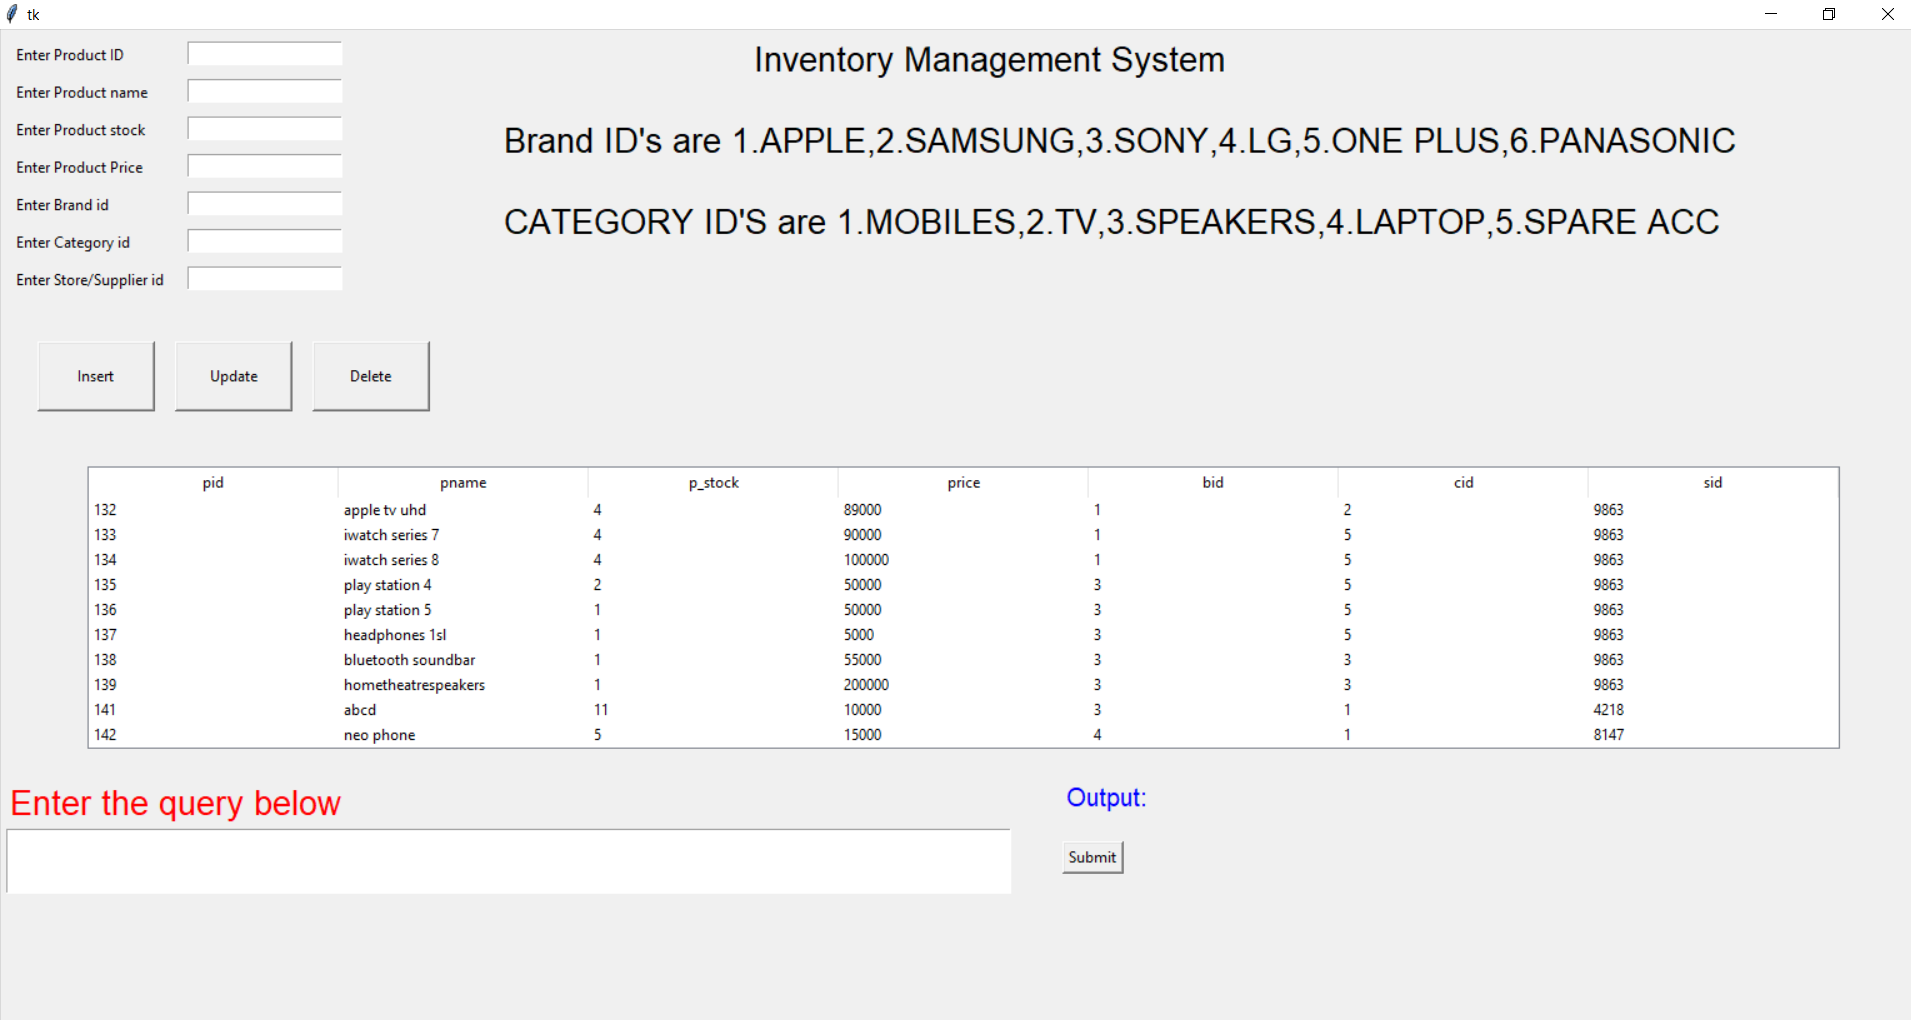 tk
Enter Product ID
Inventory Management System
Enter Product name
Enter Product stock
Brand ID's are 1.APPLE,2.SAMSUNG,3.SONY,4.LG,5.ONE PLUS,6.PANASONIC
Enter Product Price
Enter Brand id
CATEGORY ID'S are 1.MOBILES,2.TV,3.SPEAKERS,4.LAPTOP,5.SPARE ACC
Enter Category id
Enter Store/Supplier id
Insert Update Delete
pid pname p_stock price bid cid sid
132 apple tv uhd 4 89000 1 2 9863
133 iwatch series 7 4 90000 1 5 9863
134 iwatch series 8 4 100000 1 5 9863
135 play station 4 2 50000 3 5 9863
136 play station 5 1 50000 3 5 9863
137 headphones 1sl 1 5000 3 5 9863
138 bluetooth soundbar 1 55000 3 3 9863
139 hometheatrespeakers 1 200000 3 3 9863
141 abcd 11 10000 3 1 4218
142 neo phone 5 15000 4 1 8147
Enter the query below
Output:
Submit